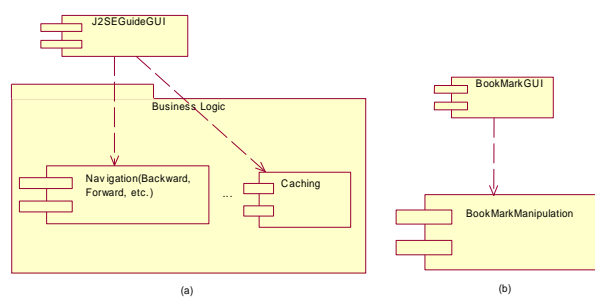 J2SEGuideGUI
Business Logic
Navigation(Backward,
Forward, etc.)
...
Caching
(a)
BookMarkGUI
BookMarkManipulation
(b)